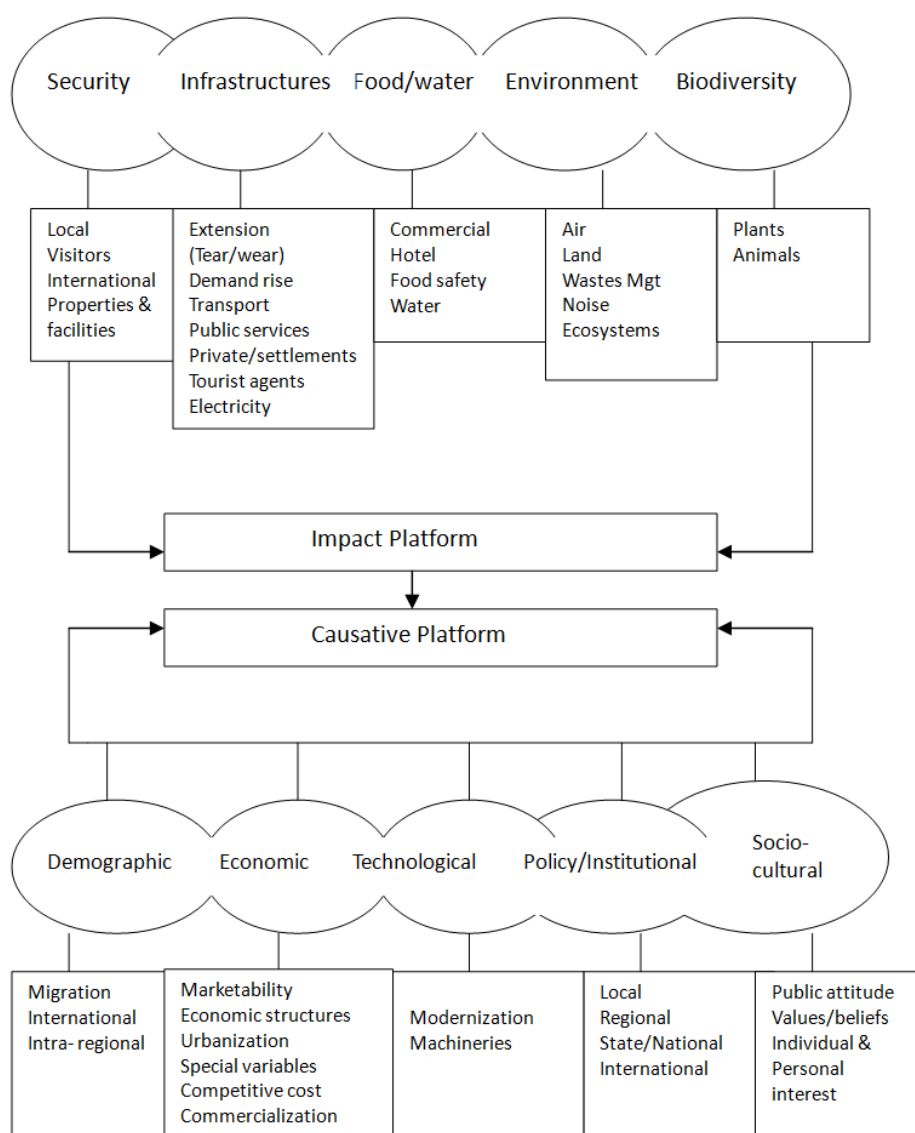 Security
Infrastructures
Food/water
Environment
Biodiversity
Local
Visitors
International
Properties &
facilities
Extension
(Tear/wear)
Demand rise
Transport
Public services
Private/settlements
Tourist agents
Electricity
Commercial
Hotel
Food safety
Water
Air
Land
Wastes Mgt
Noise
Ecosystems
Plants
Animals
Impact Platform
Causative Platform
Demographic
Economic
Technological
Policy/Institutional
Socio-
cultural
Migration
International
Intra- regional
Marketability
Economic structures
Urbanization
Special variables
Competitive cost
Commercialization
Modernization
Machineries
Local
Regional
State/National
International
Public attitude
Values/beliefs
Individual &
Personal
interest